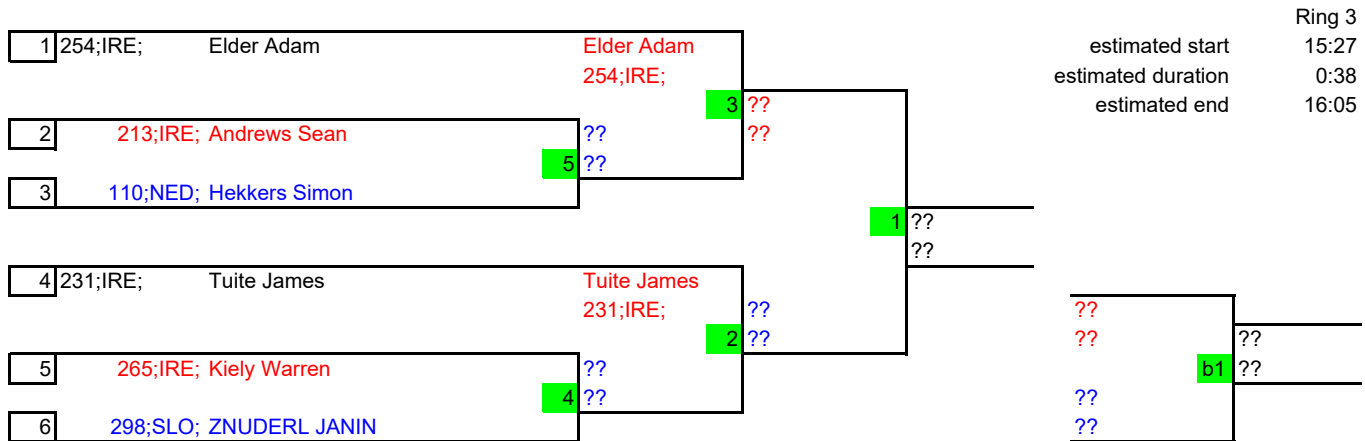 Ring 3
1 254;IRE; Elder Adam Elder Adam estimated start 15:27
254;IRE; estimated duration 0:38
3 ?? estimated end 16:05
2 213;IRE; Andrews Sean ?? ??
5 ??
3 110;NED; Hekkers Simon
1 ??
??
4 231;IRE; Tuite James Tuite James
231;IRE; ?? ??
2 ?? ?? ??
5 265;IRE; Kiely Warren ?? b1 ??
4 ?? ??
6 298;SLO; ZNUDERL JANIN ??